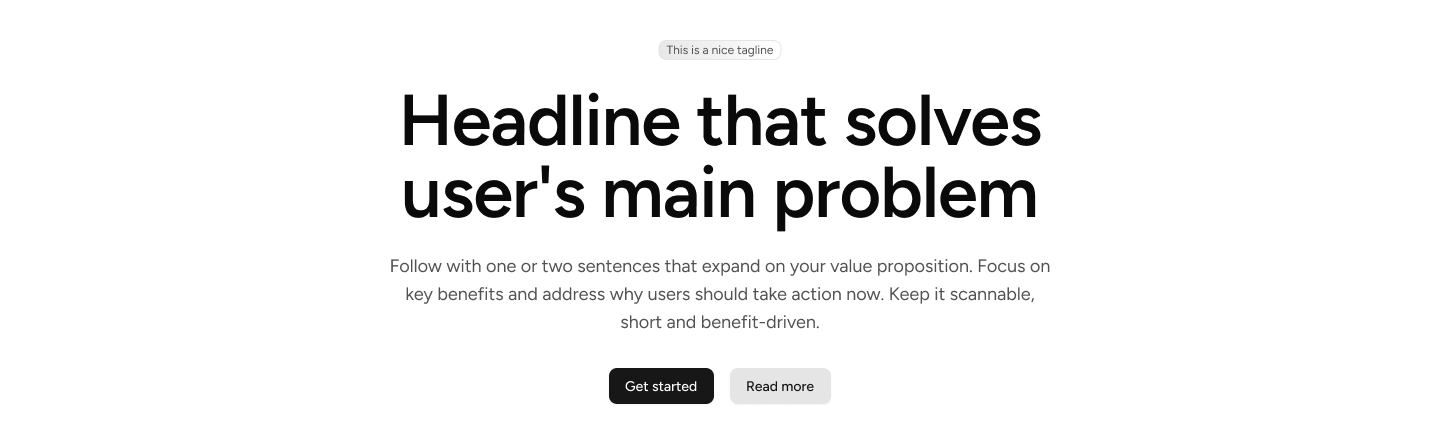 This is a nice tagline
Headline that solves
user's main problem
Follow with one or two sentences that expand on your value proposition. Focus on
key benefits and address why users should take action now. Keep it scannable,
short and benefit-driven.
Get started
Read more